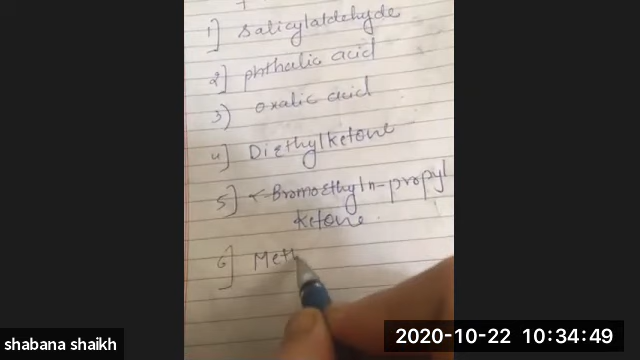 1] Salicylaldehyde
2] phthalic acid
3) oxalic acid
4] Diethylketone
5] α-Bromoethyl n-propyl
ketone
6] Meth
shabana shaikh
2020-10-22 10:34:49